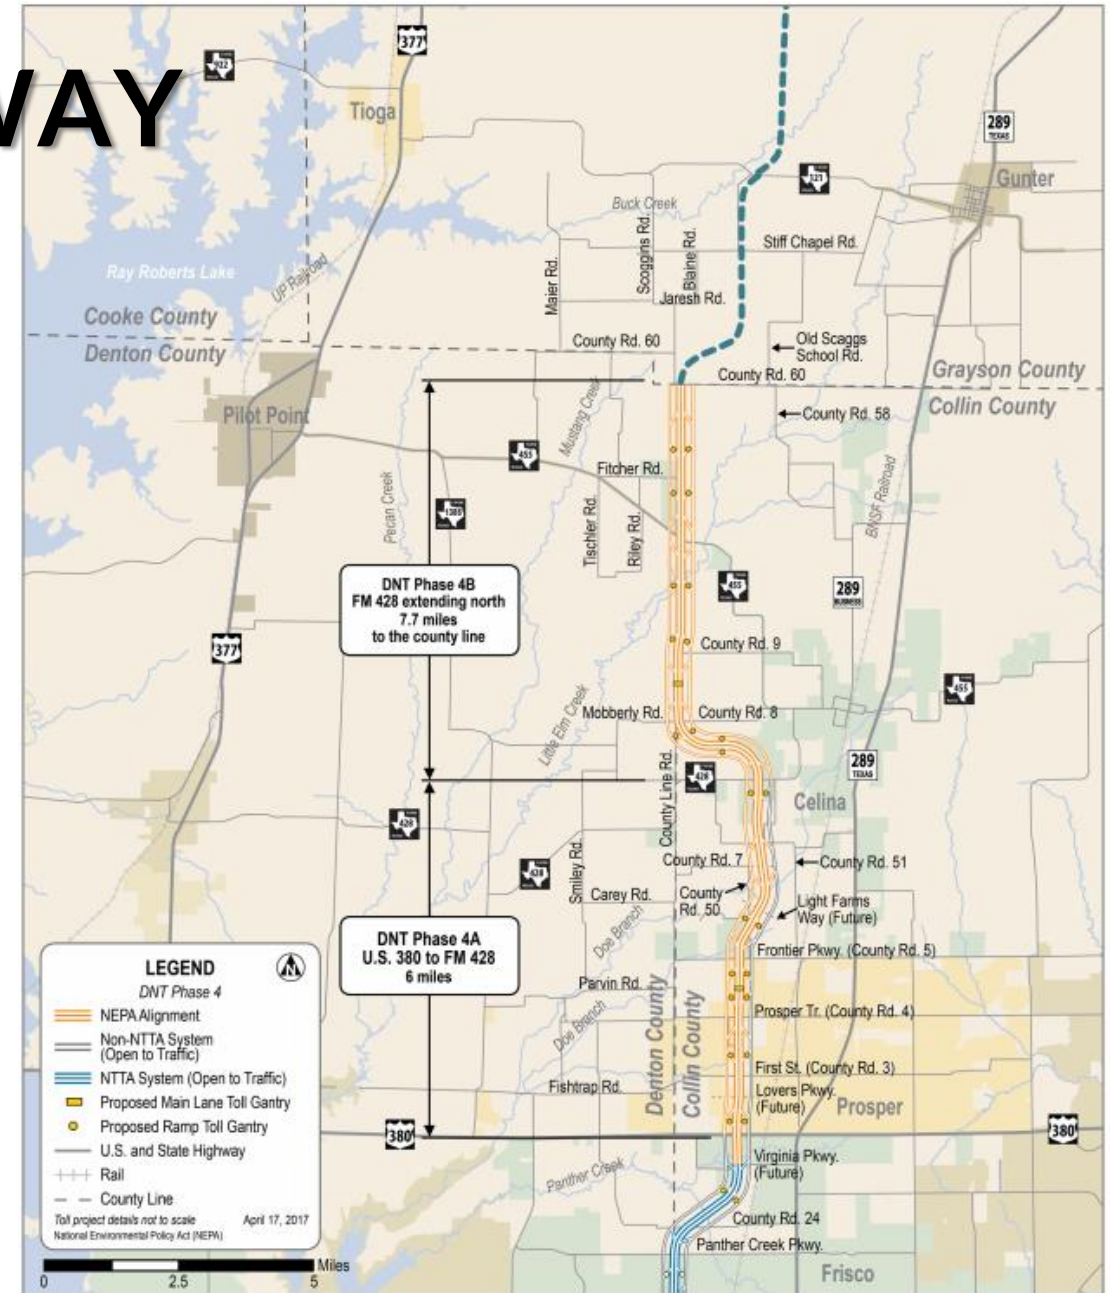 WAY
377
922
Tioga
289
TEXAS
121
Gunter
Buck Creek
Scoggins Rd.
Blaine Rd.
Stiff Chapel Rd.
Ray Roberts Lake
UP Railroad
Maier Rd.
Jaresh Rd.
Cooke County
Denton County
County Rd. 60
Old Scaggs
School Rd.
County Rd. 60
Grayson County
Collin County
Pilot Point
Mustang Creek
County Rd. 58
455
Fitcher Rd.
BNSF Railroad
Pecan Creek
1385
Tischler Rd.
Riley Rd.
DNT Phase 4B
FM 428 extending north
7.7 miles
to the county line
455
289
BUSINESS
377
County Rd. 9
455
Little Elm Creek
Mobberly Rd.
County Rd. 8
County Line Rd.
428
289
TEXAS
Celina
428
Smiley Rd.
County Rd. 7
County Rd. 51
428
Carey Rd.
County
Rd. 50
Light Farms
Way (Future)
Doe Branch
DNT Phase 4A
U.S. 380 to FM 428
6 miles
Frontier Pkwy. (County Rd. 5)
Parvin Rd.
Denton County
Collin County
Prosper Tr. (County Rd. 4)
Doe Branch
First St. (County Rd. 3)
Fishtrap Rd.
Lovers Pkwy.
(Future)
Prosper
380
380
Virginia Pkwy.
(Future)
Panther Creek
County Rd. 24
Panther Creek Pkwy.
Frisco
LEGEND
N
DNT Phase 4
NEPA Alignment
Non-NTTA System
(Open to Traffic)
NTTA System (Open to Traffic)
Proposed Main Lane Toll Gantry
Proposed Ramp Toll Gantry
U.S. and State Highway
Rail
County Line
Toll project details not to scale
April 17, 2017
National Environmental Policy Act (NEPA)
Miles
0
2.5
5